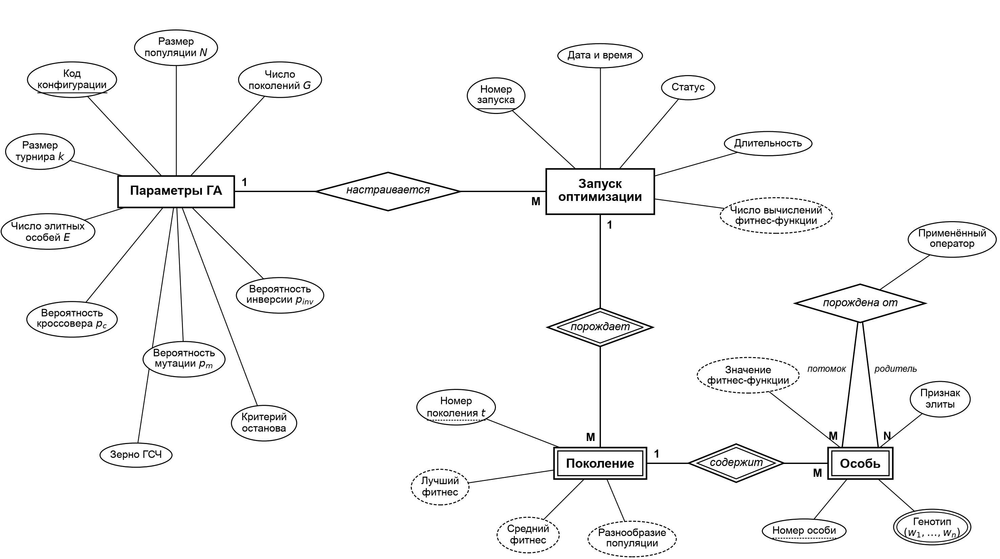 Размер
популяции N
Код
конфигурации
Число
поколений G
Размер
турнира k
Параметры ГА
Число элитных
особей E
Вероятность
кроссовера p_c
Вероятность
мутации p_m
Вероятность
инверсии p_inv
Критерий
останова
Зерно ГСЧ
1
настраивается
M
Дата и время
Номер
запуска
Статус
Длительность
Запуск
оптимизации
Число вычислений
фитнес-функции
1
порождает
M
Номер
поколения t
Поколение
Лучший
фитнес
Средний
фитнес
Разнообразие
популяции
1
содержит
M
Применённый
оператор
порождена от
потомок
родитель
Значение
фитнес-функции
Признак
элиты
M
N
Особь
Номер особи
Генотип
(w₁, ..., wₙ)